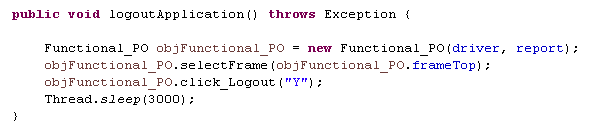 public void logoutApplication() throws Exception {
Functional_PO objFunctional_PO = new Functional_PO(driver, report);
objFunctional_PO.selectFrame(objFunctional_PO.frameTop);
objFunctional_PO.click_Logout("Y");
Thread.sleep(3000);
}